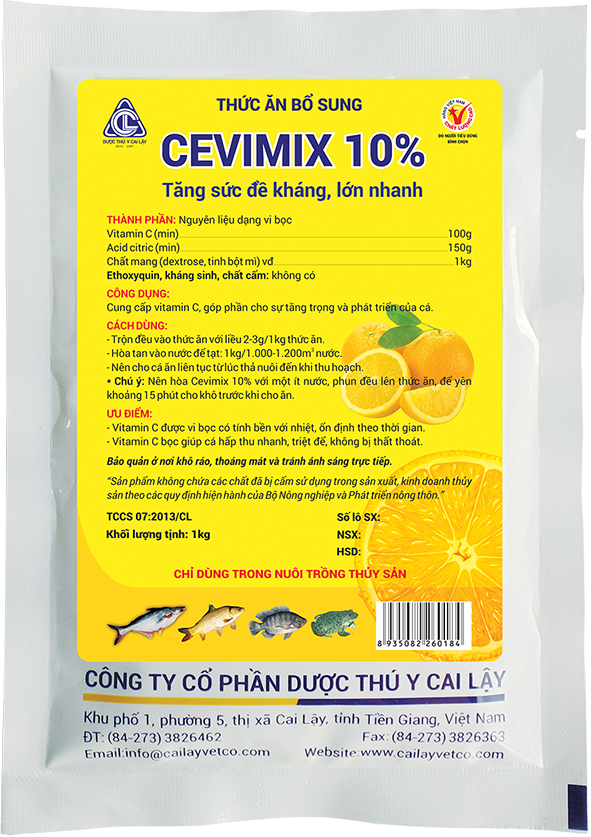 THỨC ĂN BỔ SUNG
CL
DƯỢC THÚ Y CAI LẬY
HÀNG VIỆT NAM
CHẤT LƯỢNG CAO
DO NGƯỜI TIÊU DÙNG
BÌNH CHỌN
CEVIMIX 10%
Tăng sức đề kháng, lớn nhanh
THÀNH PHẦN: Nguyên liệu dạng vi bọc
Vitamin C (min) 100g
Acid citric (min) 150g
Chất mang (dextrose, tinh bột mì) vđ 1kg
Ethoxyquin, kháng sinh, chất cấm: không có
CÔNG DỤNG:
Cung cấp vitamin C, góp phần cho sự tăng trọng và phát triển của cá.
CÁCH DÙNG:
- Trộn đều vào thức ăn với liều 2-3g/1kg thức ăn.
- Hòa tan vào nước để tạt: 1kg/1.000-1.200m³ nước.
- Nên cho cá ăn liên tục từ lúc thả nuôi đến khi thu hoạch.
* Chú ý: Nên hòa Cevimix 10% với một ít nước, phun đều lên thức ăn, để yên
khoảng 15 phút cho khô trước khi cho ăn.
ƯU ĐIỂM:
- Vitamin C được vi bọc có tính bền với nhiệt, ổn định theo thời gian.
- Vitamin C bọc giúp cá hấp thu nhanh, triệt để, không bị thất thoát.
Bảo quản ở nơi khô ráo, thoáng mát và tránh ánh sáng trực tiếp.
“Sản phẩm không chứa các chất đã bị cấm sử dụng trong sản xuất, kinh doanh thủy
sản theo các quy định hiện hành của Bộ Nông nghiệp và Phát triển nông thôn.”
TCCS 07:2013/CL
Số lô SX:
Khối lượng tịnh: 1kg
NSX:
HSD:
CHỈ DÙNG TRONG NUÔI TRỒNG THỦY SẢN
8 935082 260184
CÔNG TY CỔ PHẦN DƯỢC THÚ Y CAI LẬY
Khu phố 1, phường 5, thị xã Cai Lậy, tỉnh Tiền Giang, Việt Nam
ĐT: (84-273) 3826462 Fax: (84-273) 3826363
Email:info@cailayvetco.com Website:www.cailayvetco.com